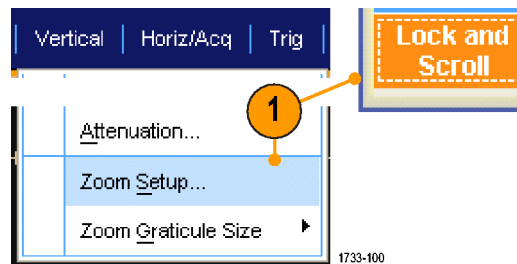 Vertical | Horiz/Acq | Trig
Lock and
Scroll
1
Attenuation...
Zoom Setup...
Zoom Graticule Size
1733-100